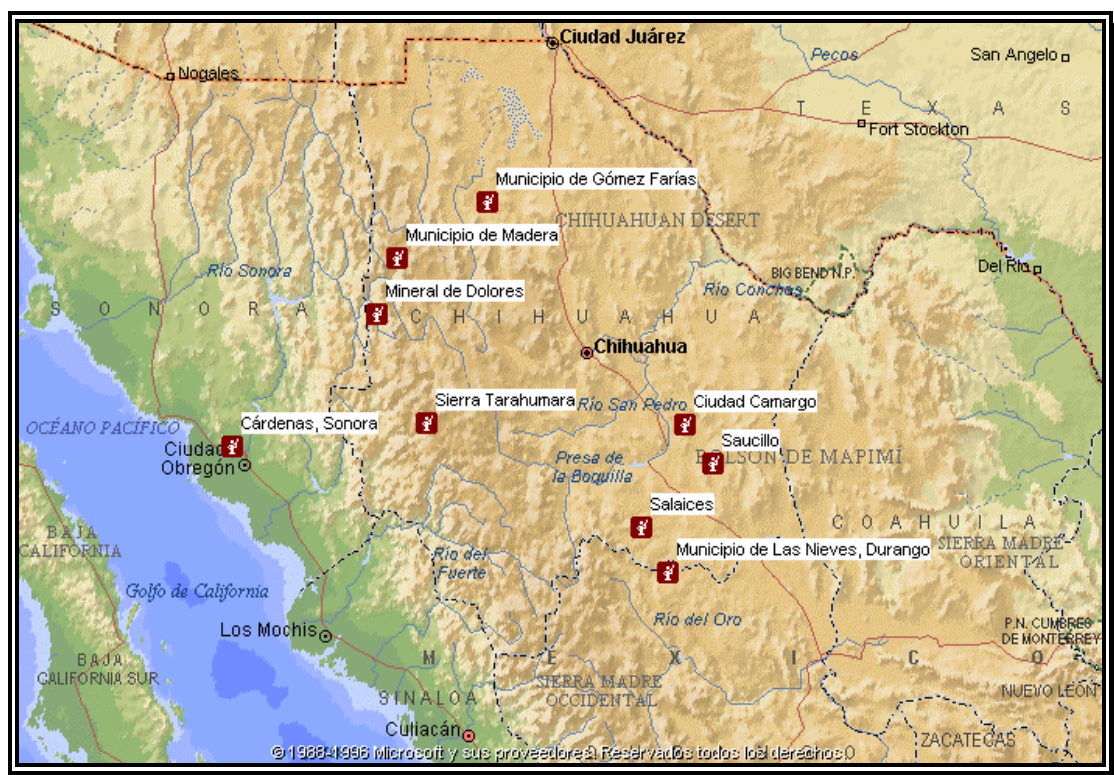 Ciudad Juárez
Pecos
San Angelo
Nogales
T E X A S
Fort Stockton
Municipio de Gómez Farías
CHIHUAHUAN DESERT
Municipio de Madera
Río Sonora
BIG BEND N.P.
Del Río
Mineral de Dolores
Río Conchos
S O N O R A
C H I H U A H U A
Chihuahua
Sierra Tarahumara
Río San Pedro
Ciudad Camargo
Cárdenas, Sonora
OCÉANO PACÍFICO
Ciudad
Obregón
Saucillo
BOLSON DE MAPIMÍ
Presa de
la Boquilla
Salaices
C O A H U I L A
BAJA
CALIFORNIA
SIERRA MADRE
ORIENTAL
Municipio de Las Nieves, Durango
Río del
Fuerte
Golfo de California
Río del Oro
Los Mochis
P.N. CUMBRES
DE MONTERREY
M E X I C O
BAJA
CALIFORNIA SUR
SIERRA MADRE
OCCIDENTAL
NUEVO LEÓN
SINALOA
Culiacán
ZACATECAS
© 1988-1996 Microsoft y sus proveedores. Reservados todos los derechos.